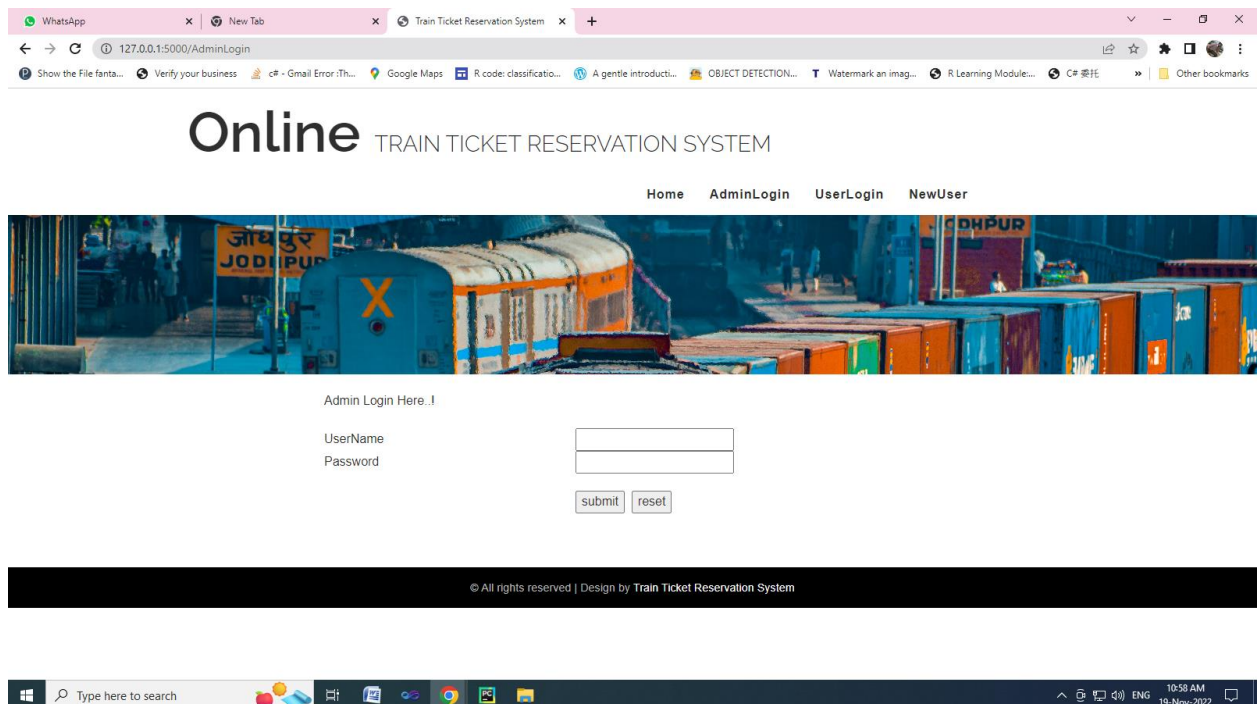 WhatsApp
New Tab
Train Ticket Reservation System
127.0.0.1:5000/AdminLogin
Show the File fanta...
Verify your business
c# - Gmail Error :Th...
Google Maps
R code: classificatio...
A gentle introducti...
OBJECT DETECTION...
T Watermark an imag...
R Learning Module:...
C# 委托
»
Other bookmarks
Online TRAIN TICKET RESERVATION SYSTEM
Home AdminLogin UserLogin NewUser
जोधपुर
JODHPUR
X
Admin Login Here..!
UserName
Password
submit reset
© All rights reserved | Design by Train Ticket Reservation System
Type here to search
ENG
10:58 AM
19-Nov-2022